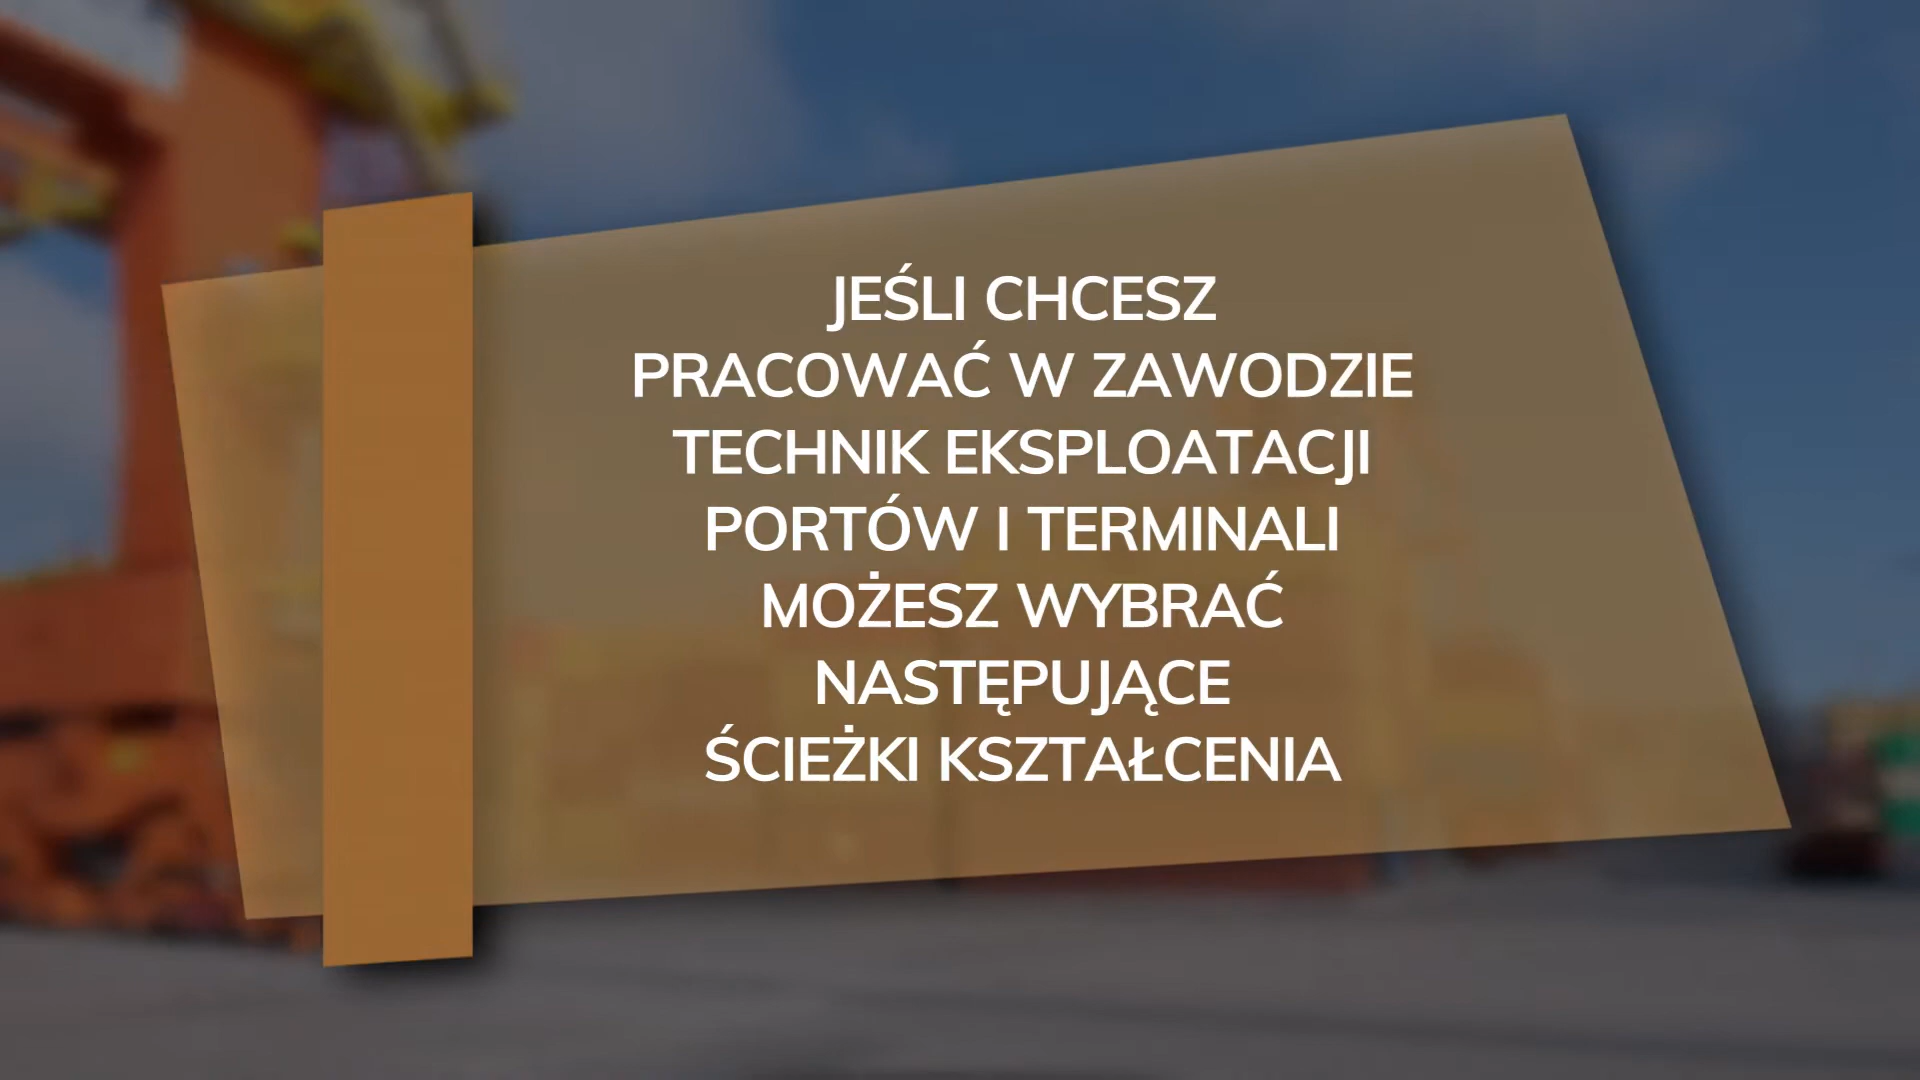 JEŚLI CHCESZ
PRACOWAĆ W ZAWODZIE
TECHNIK EKSPLOATACJI
PORTÓW I TERMINALI
MOŻESZ WYBRAĆ
NASTĘPUJĄCE
ŚCIEŻKI KSZTAŁCENIA